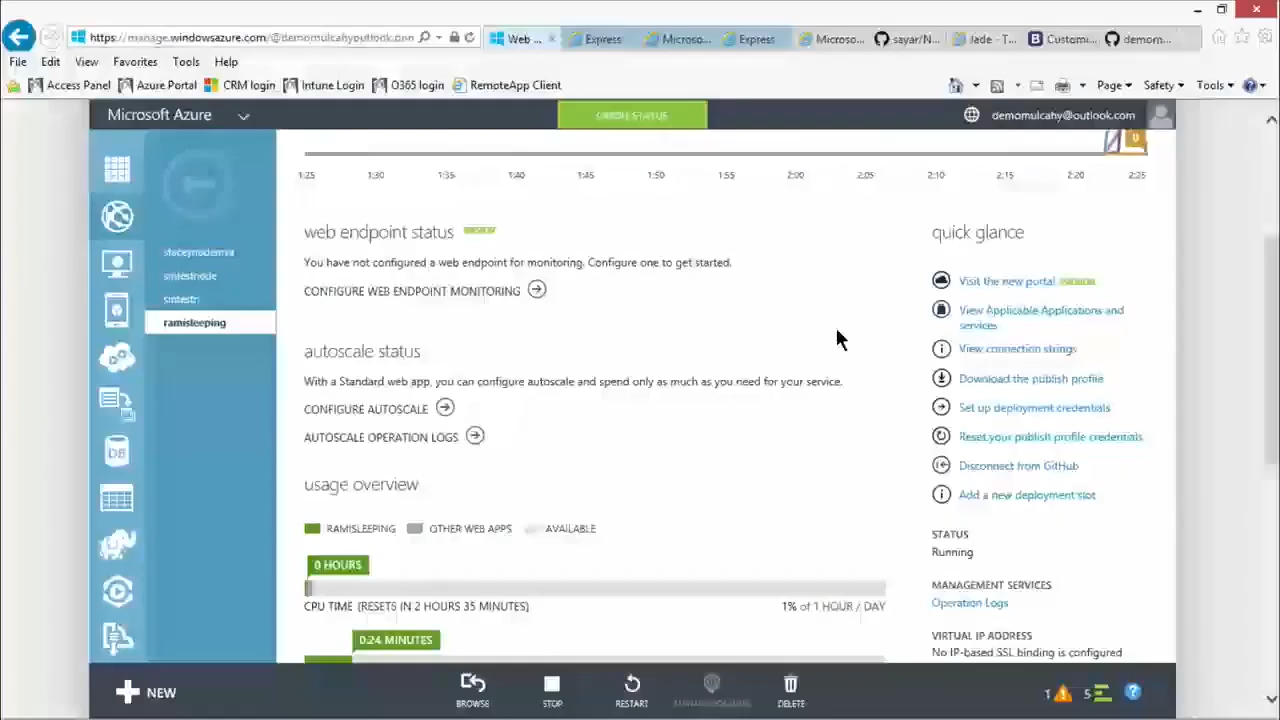 https://manage.windowsazure.com/@demomulcahyoutlook.onn
Web ...
Express
Microso...
Express
Microso...
sayar/N...
Jade - T...
Customi...
demom...
File Edit View Favorites Tools Help
Access Panel Azure Portal CRM login Intune Login O365 login RemoteApp Client
Page Safety Tools
Microsoft Azure
CREDIT STATUS
demomulcahy@outlook.com
0
1:25 1:30 1:35 1:40 1:45 1:50 1:55 2:00 2:05 2:10 2:15 2:20 2:25
smtestnode
ramisleeping
web endpoint status
You have not configured a web endpoint for monitoring. Configure one to get started.
CONFIGURE WEB ENDPOINT MONITORING
autoscale status
With a Standard web app, you can configure autoscale and spend only as much as you need for your service.
CONFIGURE AUTOSCALE
AUTOSCALE OPERATION LOGS
usage overview
RAMISLEEPING OTHER WEB APPS AVAILABLE
0 HOURS
CPU TIME (RESETS IN 2 HOURS 35 MINUTES)
1% of 1 HOUR / DAY
0:24 MINUTES
quick glance
Visit the new portal
View Applicable Applications and
services
View connection strings
Download the publish profile
Set up deployment credentials
Reset your publish profile credentials
Disconnect from GitHub
Add a new deployment slot
STATUS
Running
MANAGEMENT SERVICES
Operation Logs
VIRTUAL IP ADDRESS
No IP-based SSL binding is configured
DB
NEW
BROWSE
STOP
RESTART
DELETE
1
5